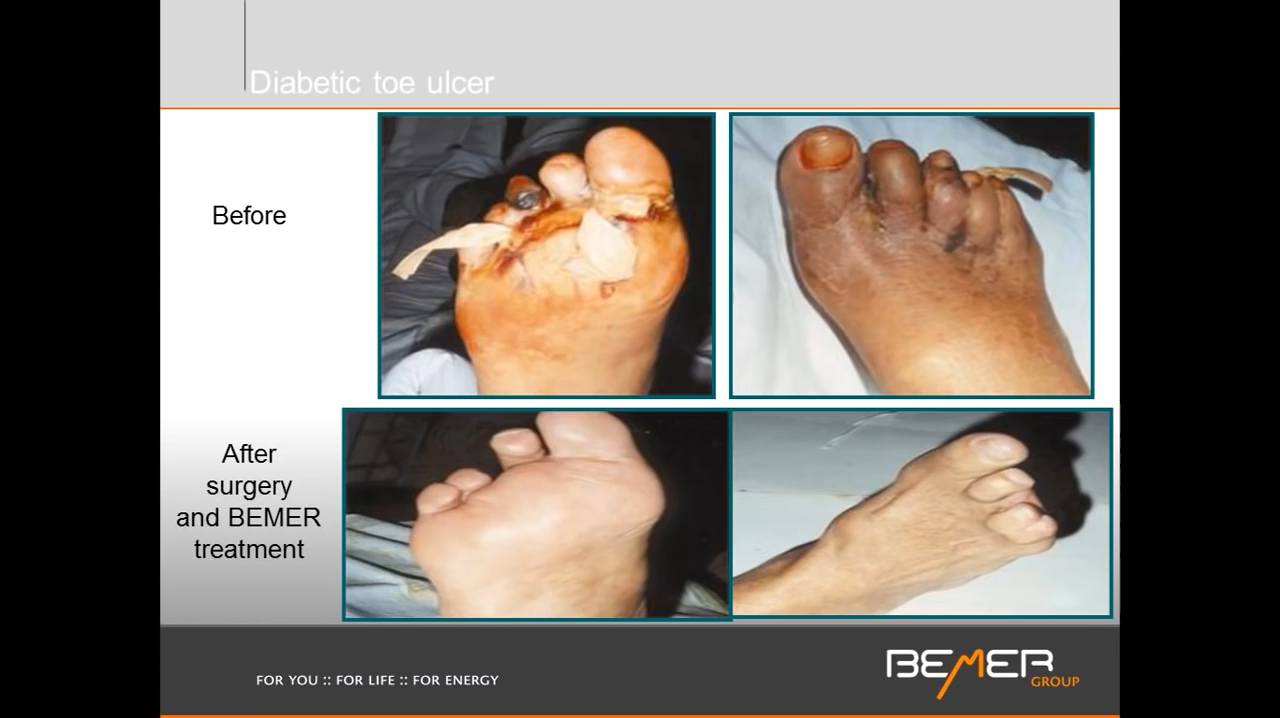 Diabetic toe ulcer
Before
After
surgery
and BEMER
treatment
FOR YOU :: FOR LIFE :: FOR ENERGY
BEMER
GROUP